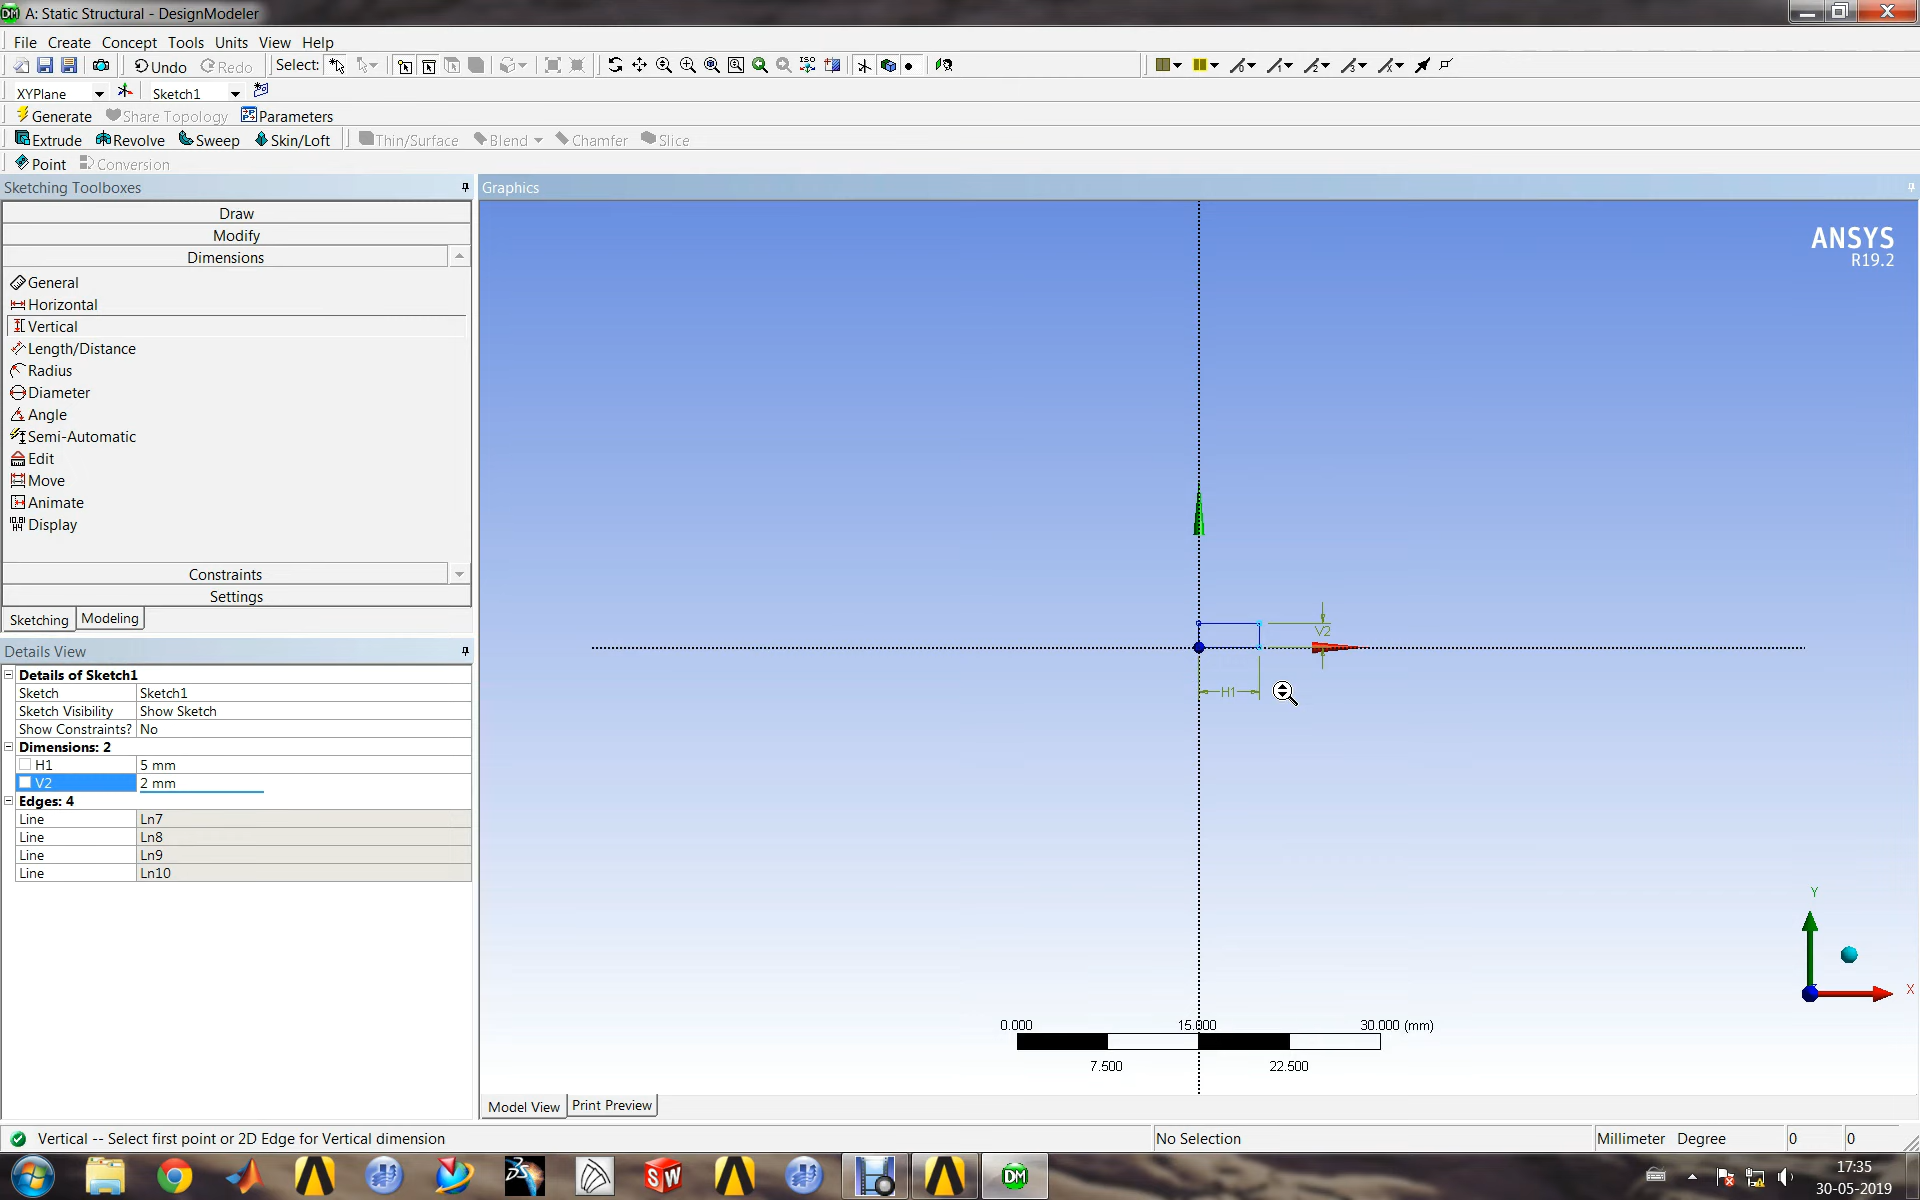 A: Static Structural - DesignModeler
File Create Concept Tools Units View Help
Undo Redo Select: ISO
XYPlane Sketch1
Generate Share Topology Parameters
Extrude Revolve Sweep Skin/Loft Thin/Surface Blend Chamfer Slice
Point Conversion
Sketching Toolboxes
Draw
Modify
Dimensions
General
Horizontal
Vertical
Length/Distance
Radius
Diameter
Angle
Semi-Automatic
Edit
Move
Animate
Display
Constraints
Settings
Sketching Modeling
Details View
Details of Sketch1
Sketch Sketch1
Sketch Visibility Show Sketch
Show Constraints? No
Dimensions: 2
H1 5 mm
V2 2 mm
Edges: 4
Line Ln7
Line Ln8
Line Ln9
Line Ln10
Graphics
ANSYS
R19.2
V2
H1
Y
X
0.000 15.000 30.000 (mm)
7.500 22.500
Model View Print Preview
Vertical -- Select first point or 2D Edge for Vertical dimension No Selection Millimeter Degree 0 0
SW DM
17:35
30-05-2019